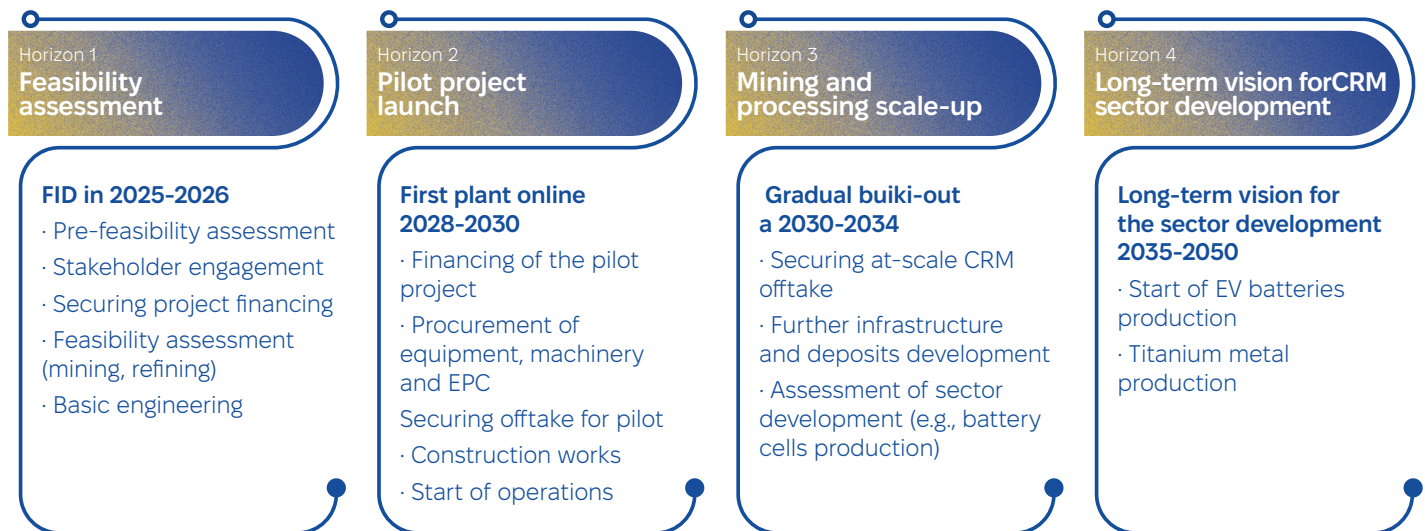 Horizon 1
Feasibility
assessment
FID in 2025-2026
· Pre-feasibility assessment
· Stakeholder engagement
· Securing project financing
· Feasibility assessment
(mining, refining)
· Basic engineering
Horizon 2
Pilot project
launch
First plant online
2028-2030
· Financing of the pilot
project
· Procurement of
equipment, machinery
and EPC
Securing offtake for pilot
· Construction works
· Start of operations
Horizon 3
Mining and
processing scale-up
Gradual buiki-out
a 2030-2034
· Securing at-scale CRM
offtake
· Further infrastructure
and deposits development
· Assessment of sector
development (e.g., battery
cells production)
Horizon 4
Long-term vision forCRM
sector development
Long-term vision for
the sector development
2035-2050
· Start of EV batteries
production
· Titanium metal
production